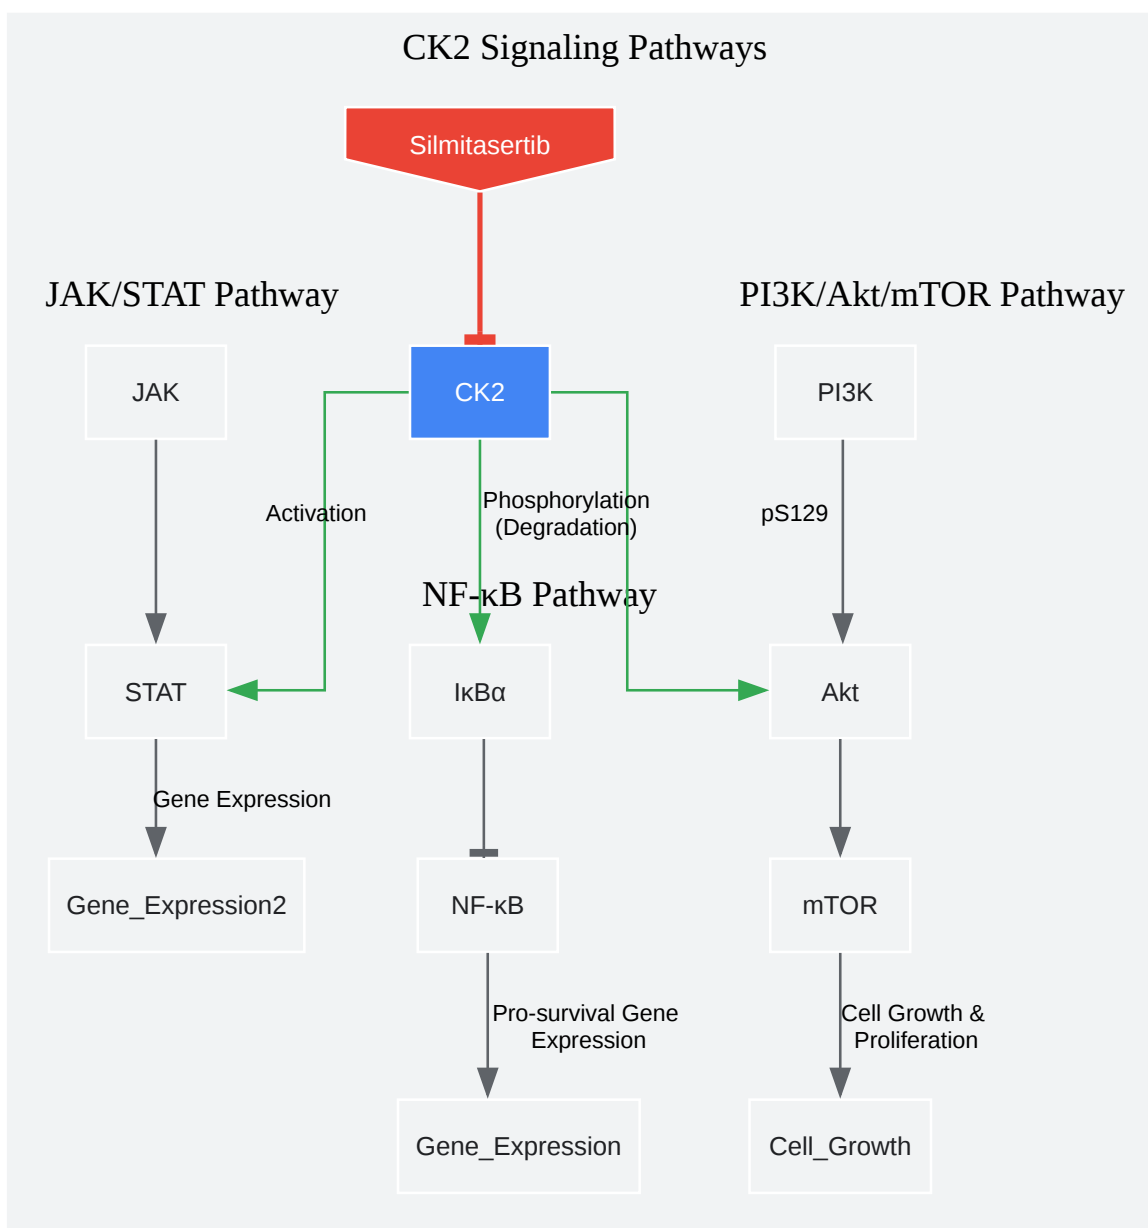 CK2 Signaling Pathways
Silmitasertib
JAK/STAT Pathway
PI3K/Akt/mTOR Pathway
JAK
CK2
PI3K
Activation
Phosphorylation
(Degradation)
pS129
NF-κB Pathway
STAT
IκBα
Akt
Gene Expression
Gene_Expression2
NF-κB
mTOR
Pro-survival Gene
Expression
Cell Growth &
Proliferation
Gene_Expression
Cell_Growth